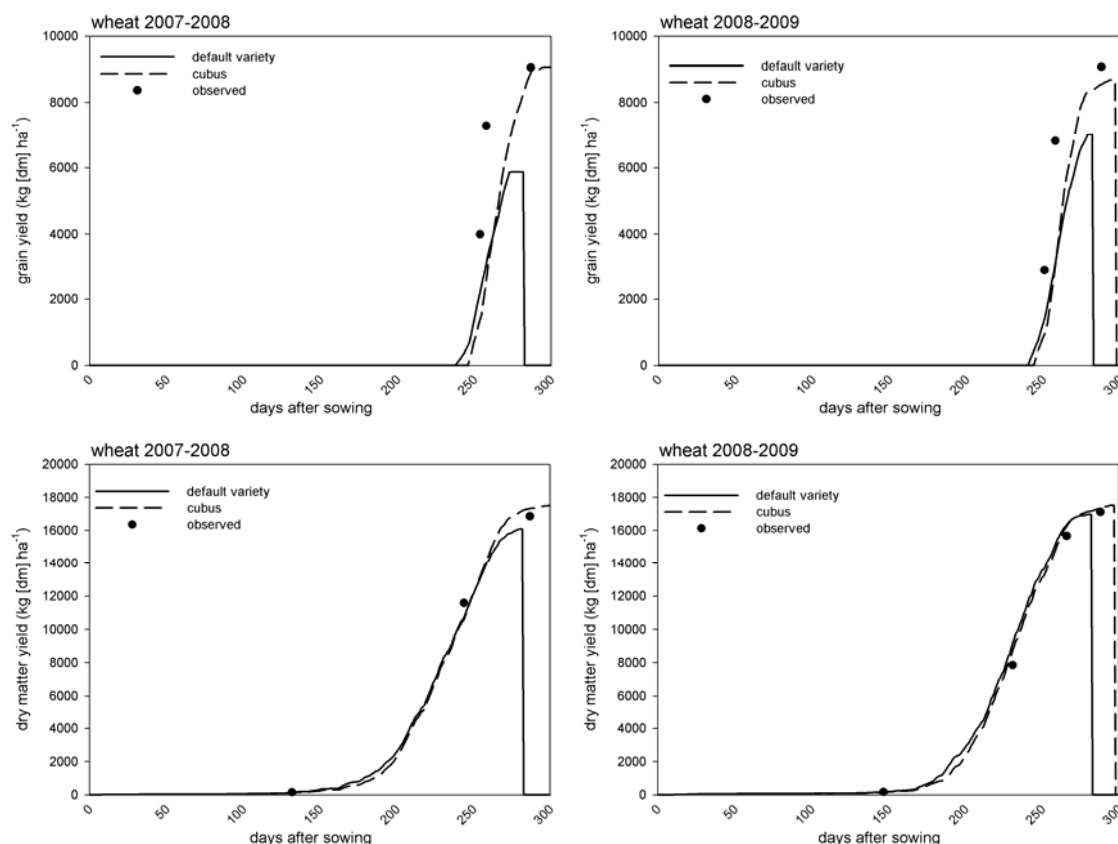 wheat 2007-2008
grain yield (kg [dm] ha-1)
10000
8000
6000
4000
2000
0
default variety
cubus
observed
0 50 100 150 200 250 300
days after sowing
wheat 2008-2009
grain yield (kg [dm] ha-1)
10000
8000
6000
4000
2000
0
default variety
cubus
observed
0 50 100 150 200 250 300
days after sowing
wheat 2007-2008
dry matter yield (kg [dm] ha-1)
20000
18000
16000
14000
12000
10000
8000
6000
4000
2000
0
default variety
cubus
observed
0 50 100 150 200 250 300
days after sowing
wheat 2008-2009
dry matter yield (kg [dm] ha-1)
20000
18000
16000
14000
12000
10000
8000
6000
4000
2000
0
default variety
cubus
observed
0 50 100 150 200 250 300
days after sowing